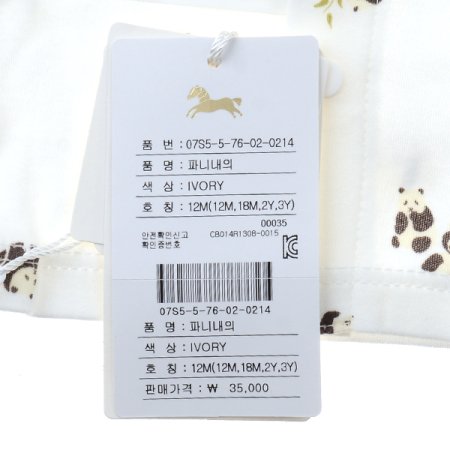 품 번 : 07S5-5-76-02-0214
품 명 : 파니내의
색 상 : IVORY
호 칭 : 12M(12M,18M,2Y,3Y)
00035
안전확인신고
확인증번호 CB014R1308-0015
07S5-5-76-02-0214
품 명 : 파니내의
색 상 : IVORY
호 칭 : 12M(12M,18M,2Y,3Y)
판매가격 : ₩ 35,000